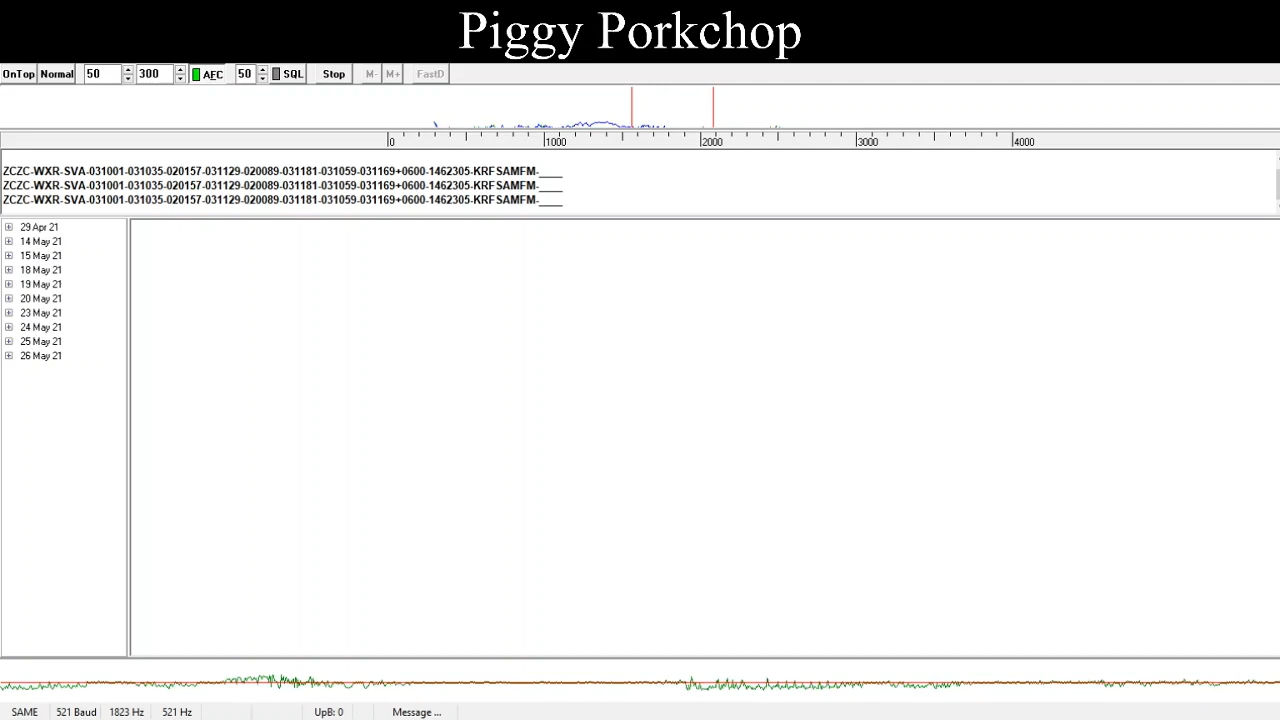 Piggy Porkchop
OnTop Normal 50 300 AFC 50 SQL Stop M- M+ FastD
0 1000 2000 3000 4000
ZCZC-WXR-SVA-031001-031035-020157-031129-020089-031181-031059-031169+0600-1462305-KRFSAMFM-____
ZCZC-WXR-SVA-031001-031035-020157-031129-020089-031181-031059-031169+0600-1462305-KRFSAMFM-____
ZCZC-WXR-SVA-031001-031035-020157-031129-020089-031181-031059-031169+0600-1462305-KRFSAMFM-____
29 Apr 21
14 May 21
15 May 21
18 May 21
19 May 21
20 May 21
23 May 21
24 May 21
25 May 21
26 May 21
SAME 521 Baud 1823 Hz 521 Hz UpB: 0 Message ...